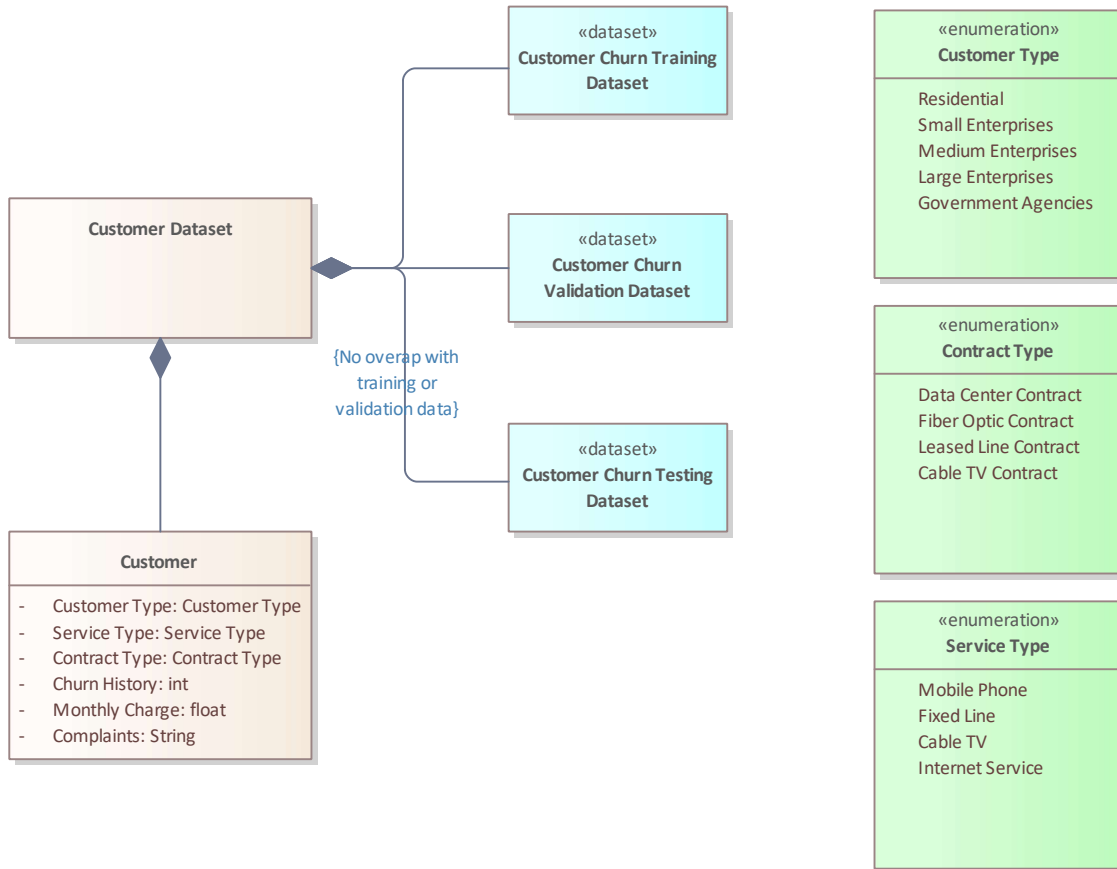 «dataset»
Customer Churn Training
Dataset
«enumeration»
Customer Type
Residential
Small Enterprises
Medium Enterprises
Large Enterprises
Government Agencies
Customer Dataset
«dataset»
Customer Churn
Validation Dataset
{No overap with
training or
validation data}
«enumeration»
Contract Type
Data Center Contract
Fiber Optic Contract
Leased Line Contract
Cable TV Contract
«dataset»
Customer Churn Testing
Dataset
Customer
- Customer Type: Customer Type
- Service Type: Service Type
- Contract Type: Contract Type
- Churn History: int
- Monthly Charge: float
- Complaints: String
«enumeration»
Service Type
Mobile Phone
Fixed Line
Cable TV
Internet Service